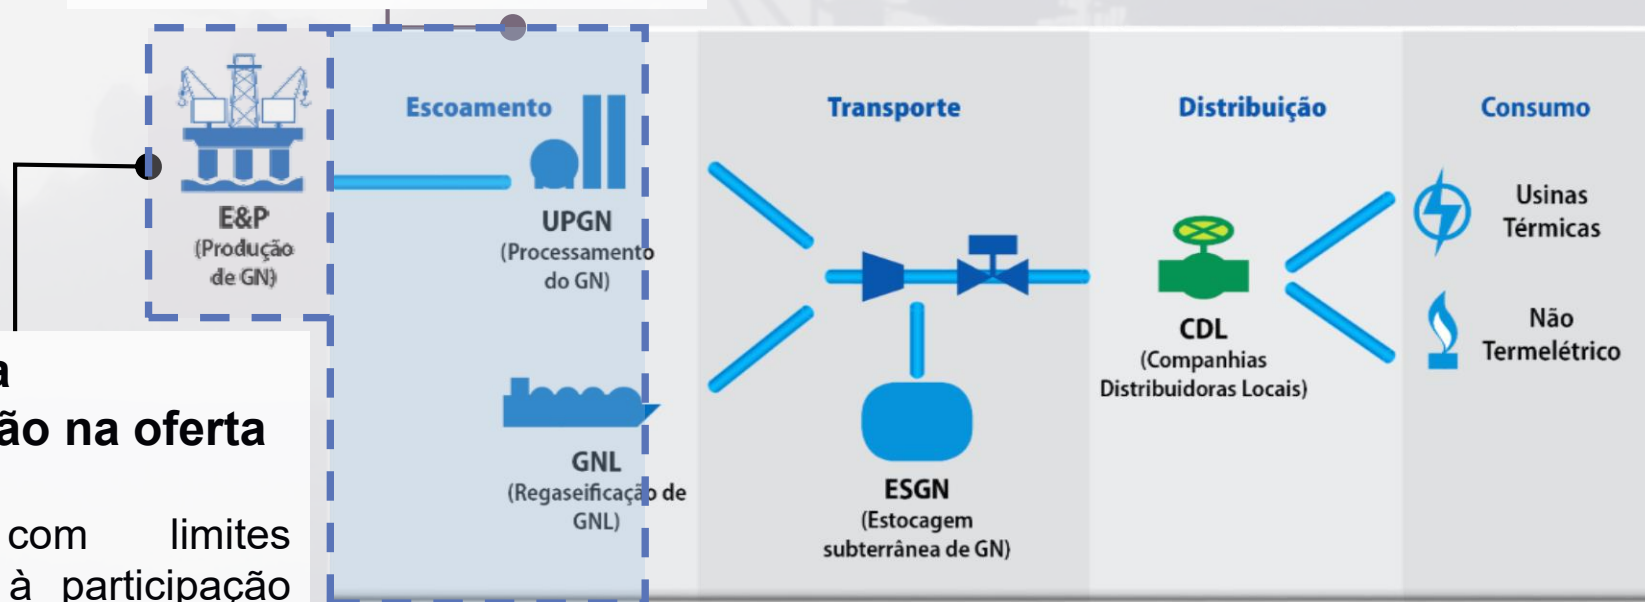 Escoamento
Transporte
Distribuição
Consumo
E&P
(Produção
de GN)
UPGN
(Processamento
do GN)
GNL
(Regaseificação de
GNL)
ESGN
(Estocagem
subterrânea de GN)
CDL
(Companhias
Distribuidoras Locais)
Usinas
Térmicas
Não
Termelétrico
na oferta
com limites
à participação